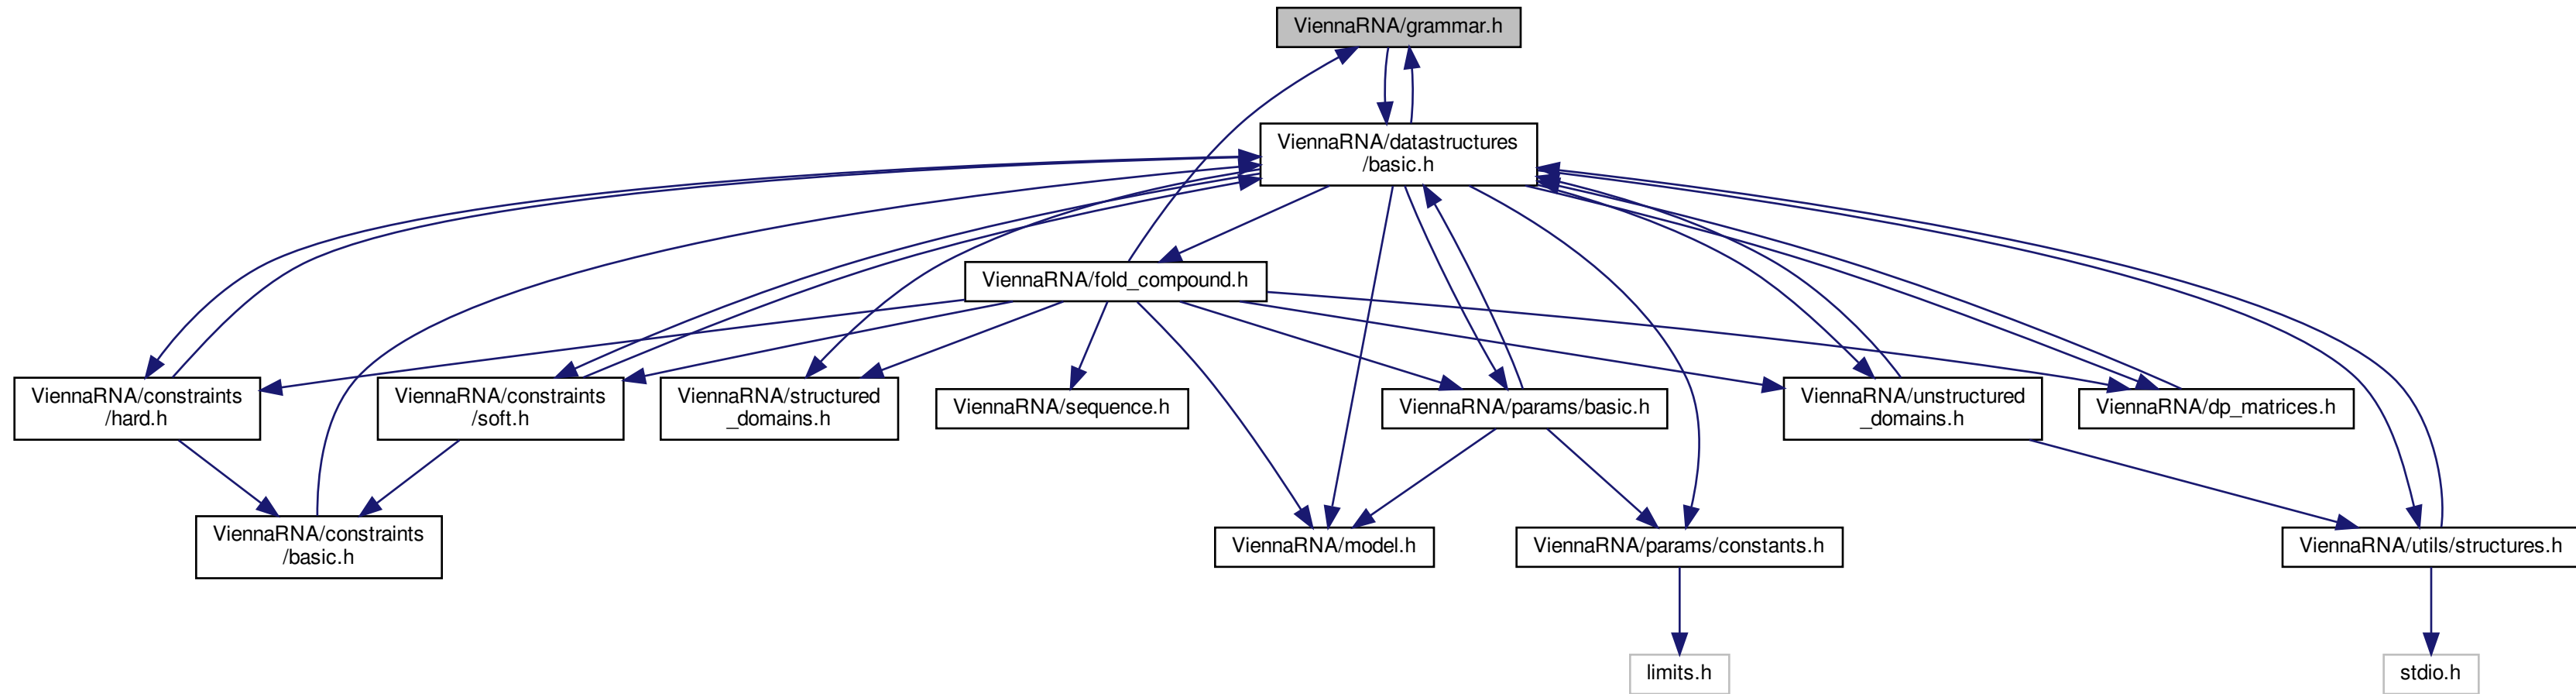 ViennaRNA/grammar.h
ViennaRNA/datastructures
/basic.h
ViennaRNA/fold_compound.h
ViennaRNA/constraints
/hard.h
ViennaRNA/constraints
/soft.h
ViennaRNA/structured
_domains.h
ViennaRNA/sequence.h
ViennaRNA/params/basic.h
ViennaRNA/unstructured
_domains.h
ViennaRNA/dp_matrices.h
ViennaRNA/constraints
/basic.h
ViennaRNA/model.h
ViennaRNA/params/constants.h
ViennaRNA/utils/structures.h
limits.h
stdio.h